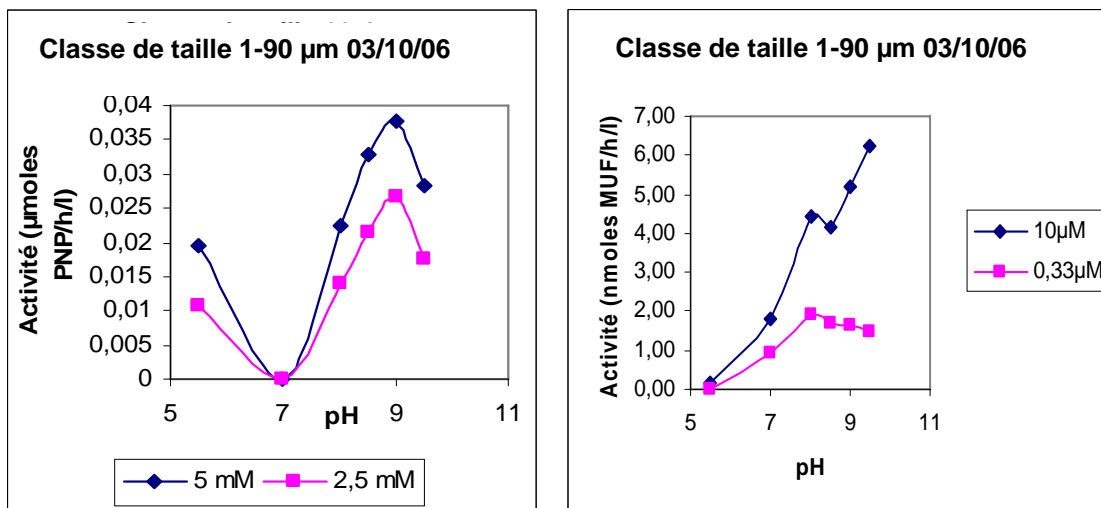 Classe de taille 1-90 µm 03/10/06
Activité (µmoles
PNP/h/l)
0,04
0,035
0,03
0,025
0,02
0,015
0,01
0,005
0
5
7
9
11
pH
5 mM
2,5 mM
Classe de taille 1-90 µm 03/10/06
Activité (nmoles MUF/h/l)
7,00
6,00
5,00
4,00
3,00
2,00
1,00
0,00
5
7
9
11
pH
10µM
0,33µM